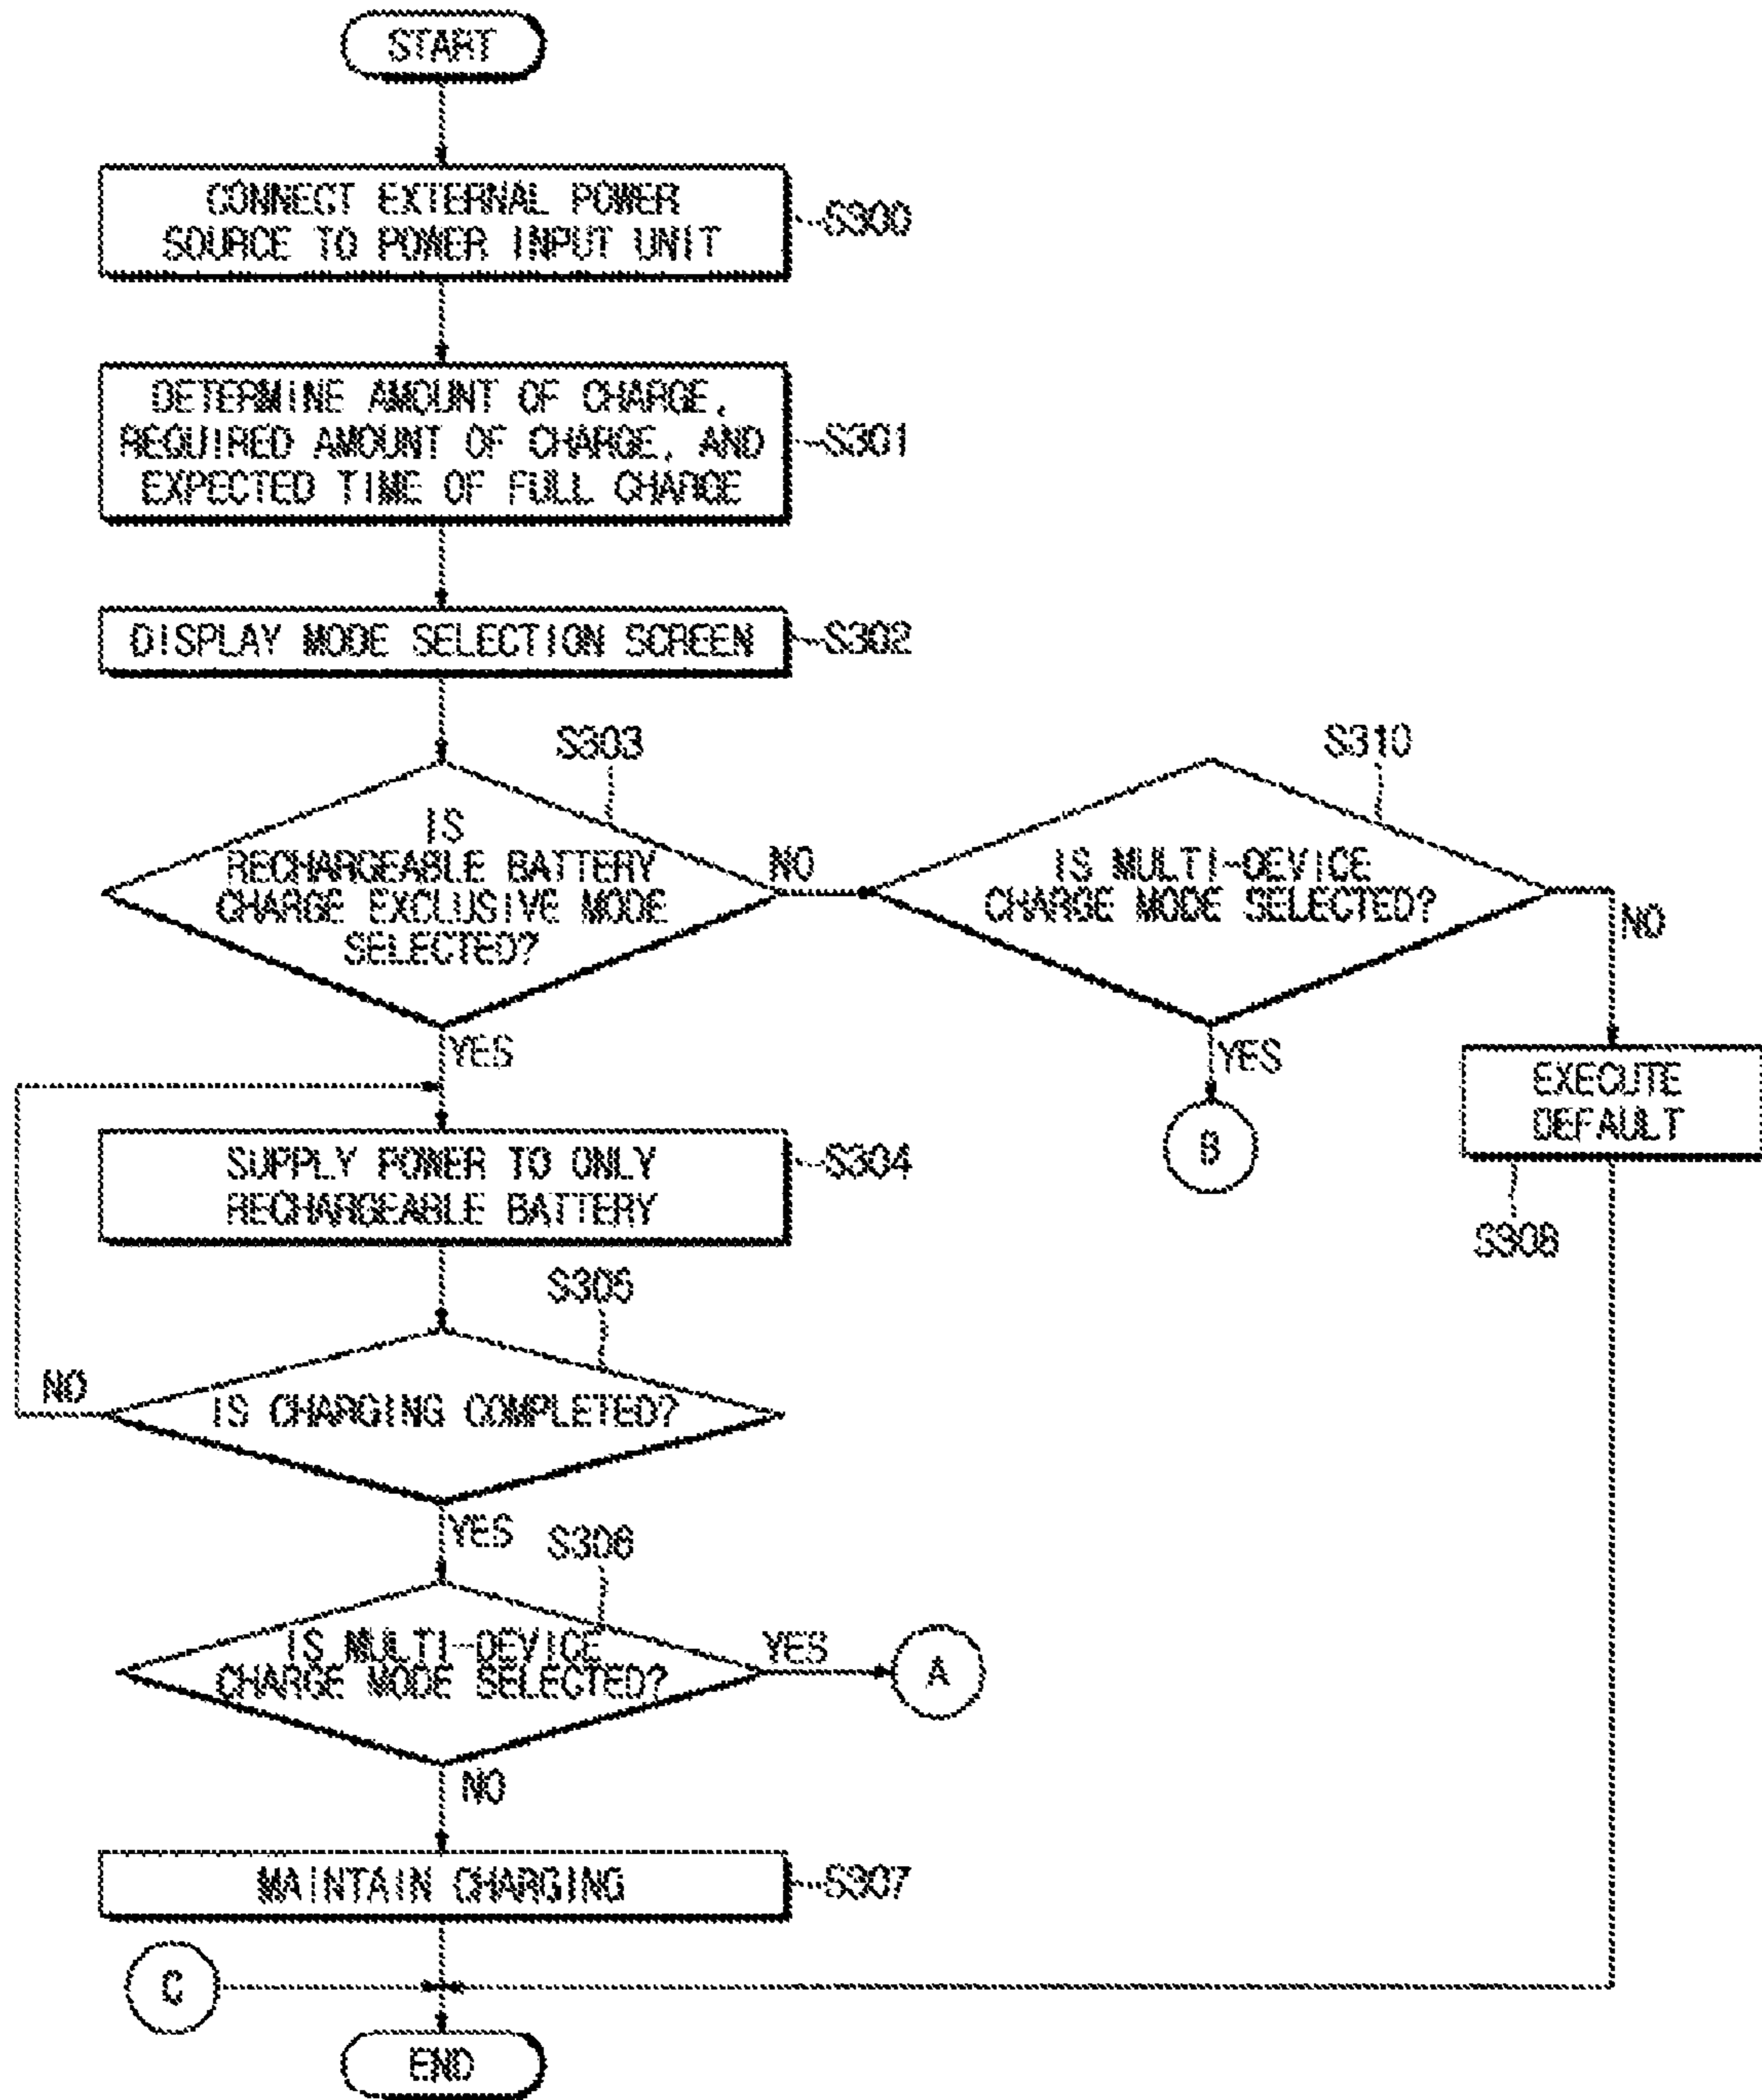 START
CONNECT EXTERNAL POWER
SOURCE TO POWER INPUT UNIT
S300
DETERMINE AMOUNT OF CHARGE,
REQUIRED AMOUNT OF CHARGE, AND
EXPECTED TIME OF FULL CHARGE
S301
DISPLAY MODE SELECTION SCREEN
S302
S303
IS
RECHARGEABLE BATTERY
CHARGE EXCLUSIVE MODE
SELECTED?
NO
S310
IS MULTI-DEVICE
CHARGE MODE SELECTED?
NO
YES
YES
B
EXECUTE
DEFAULT
S308
SUPPLY POWER TO ONLY
RECHARGEABLE BATTERY
S304
S305
IS CHARGING COMPLETED?
NO
YES
S306
IS MULTI-DEVICE
CHARGE MODE SELECTED?
YES
A
NO
MAINTAIN CHARGING
S307
C
END